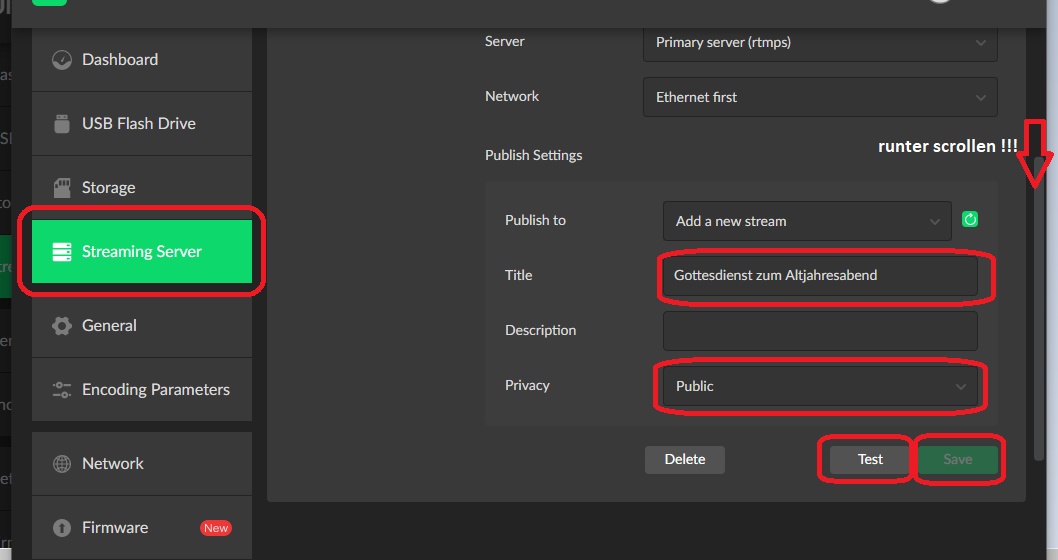 Server
Primary server (rtmps)
Dashboard
Network
Ethernet first
USB Flash Drive
runter scrollen !!!
Publish Settings
Storage
Publish to
Add a new stream
Streaming Server
Title
Gottesdienst zum Altjahresabend
General
Description
Privacy
Public
Encoding Parameters
Delete
Test
Save
Network
Firmware
New